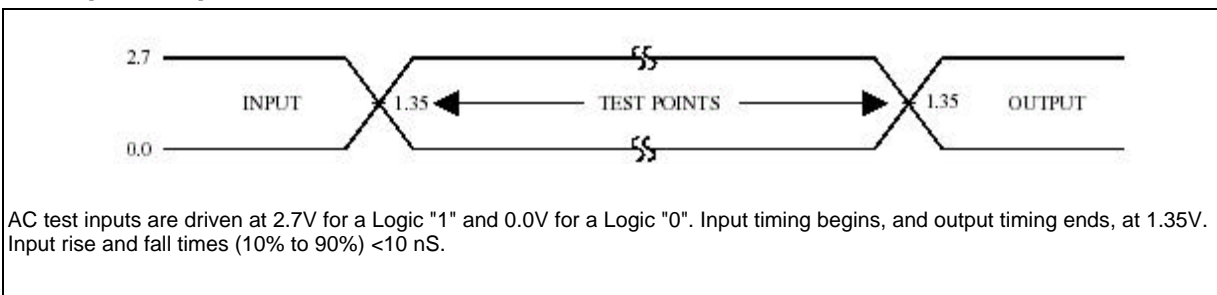 2.7
INPUT
1.35
TEST POINTS
1.35
OUTPUT
0.0
AC test inputs are driven at 2.7V for a Logic "1" and 0.0V for a Logic "0". Input timing begins, and output timing ends, at 1.35V.
Input rise and fall times (10% to 90%) <10 nS.